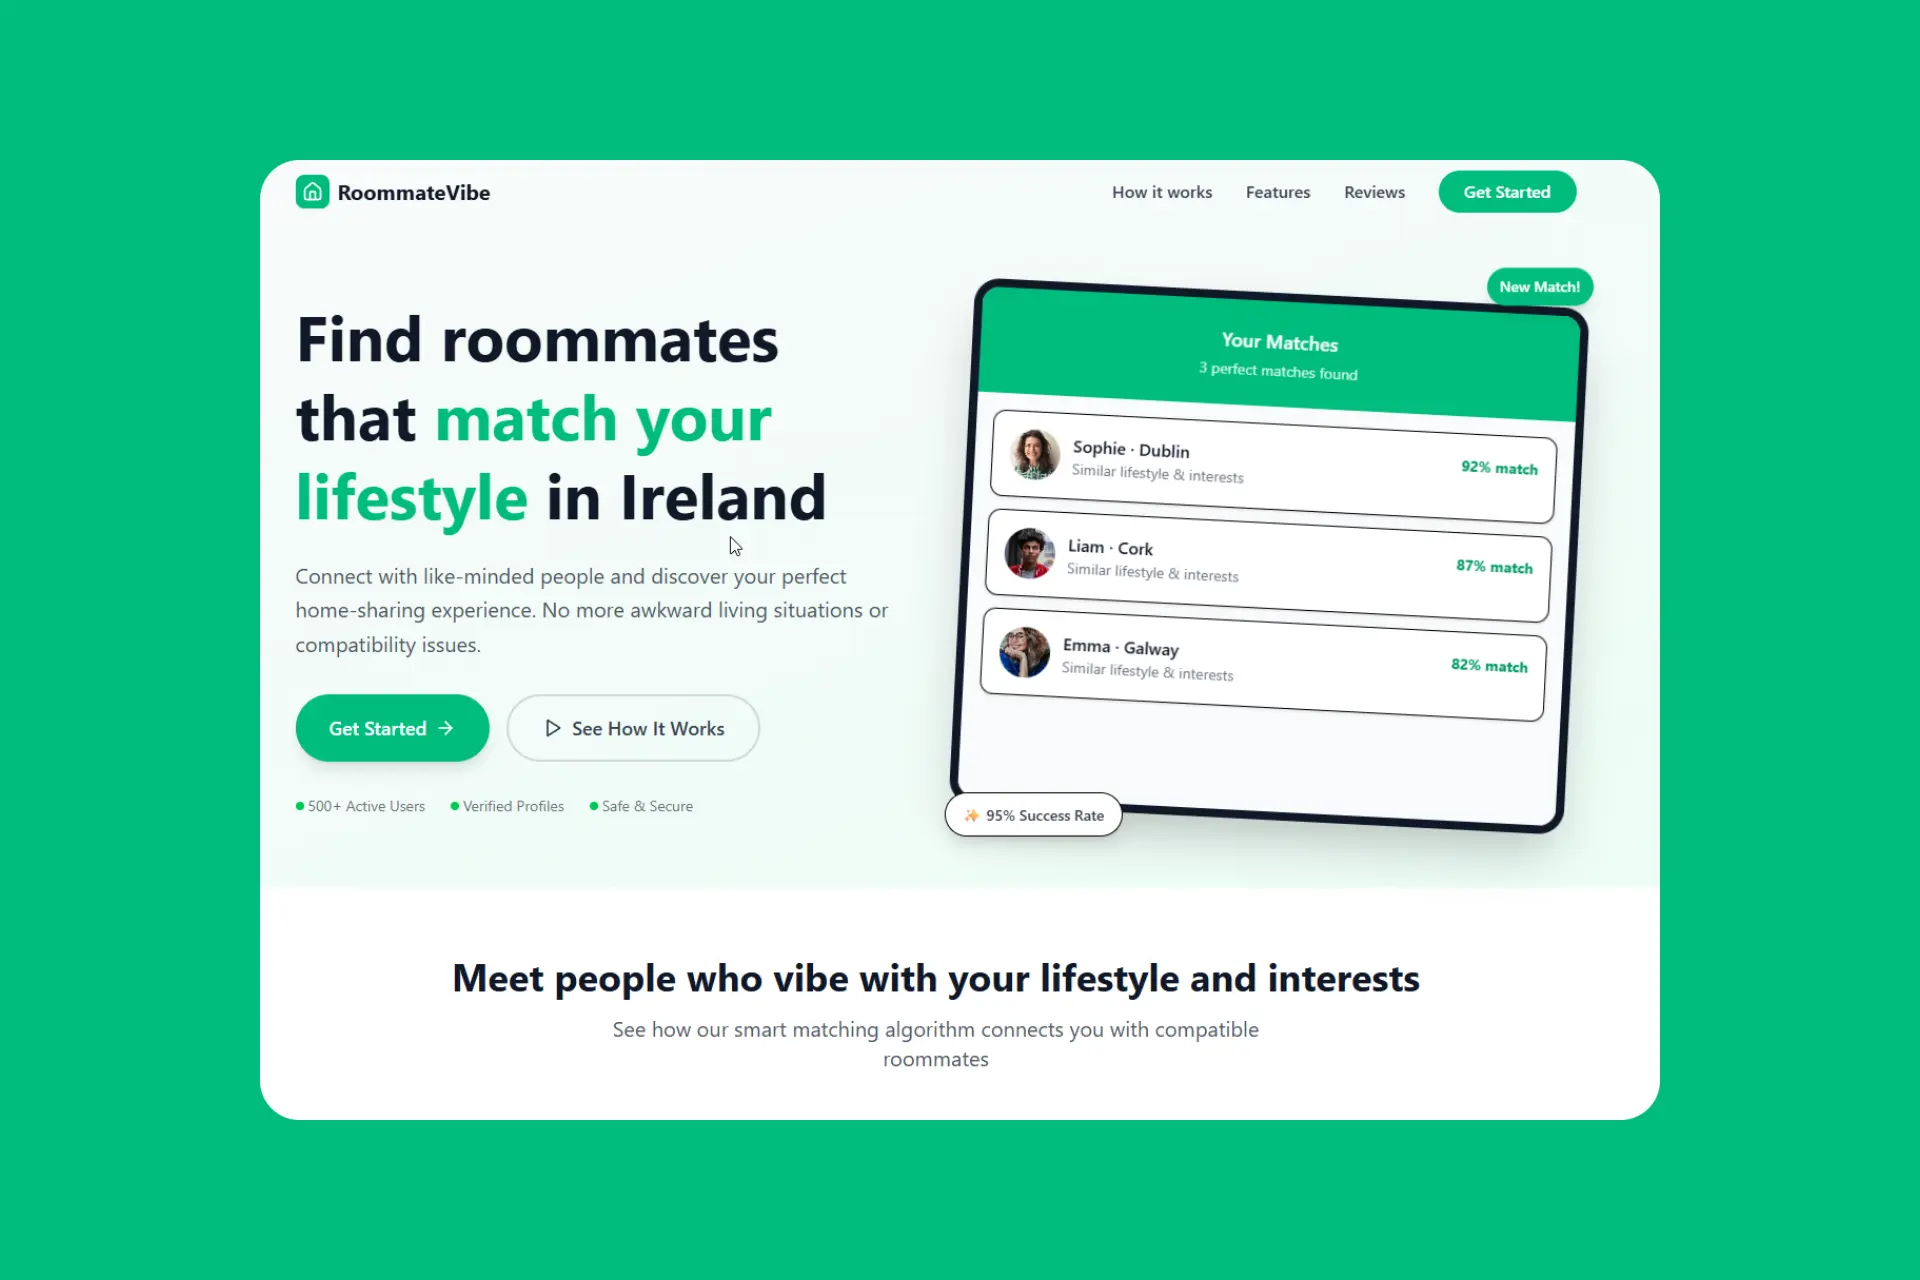 RoommateVibe
How it works
Features
Reviews
Get Started
Find roommates
that match your
lifestyle in Ireland
Connect with like-minded people and discover your perfect
home-sharing experience. No more awkward living situations or
compatibility issues.
Get Started →
See How It Works
500+ Active Users
Verified Profiles
Safe & Secure
New Match!
Your Matches
3 perfect matches found
Sophie · Dublin
Similar lifestyle & interests
92% match
Liam · Cork
Similar lifestyle & interests
87% match
Emma · Galway
Similar lifestyle & interests
82% match
✨ 95% Success Rate
Meet people who vibe with your lifestyle and interests
See how our smart matching algorithm connects you with compatible
roommates